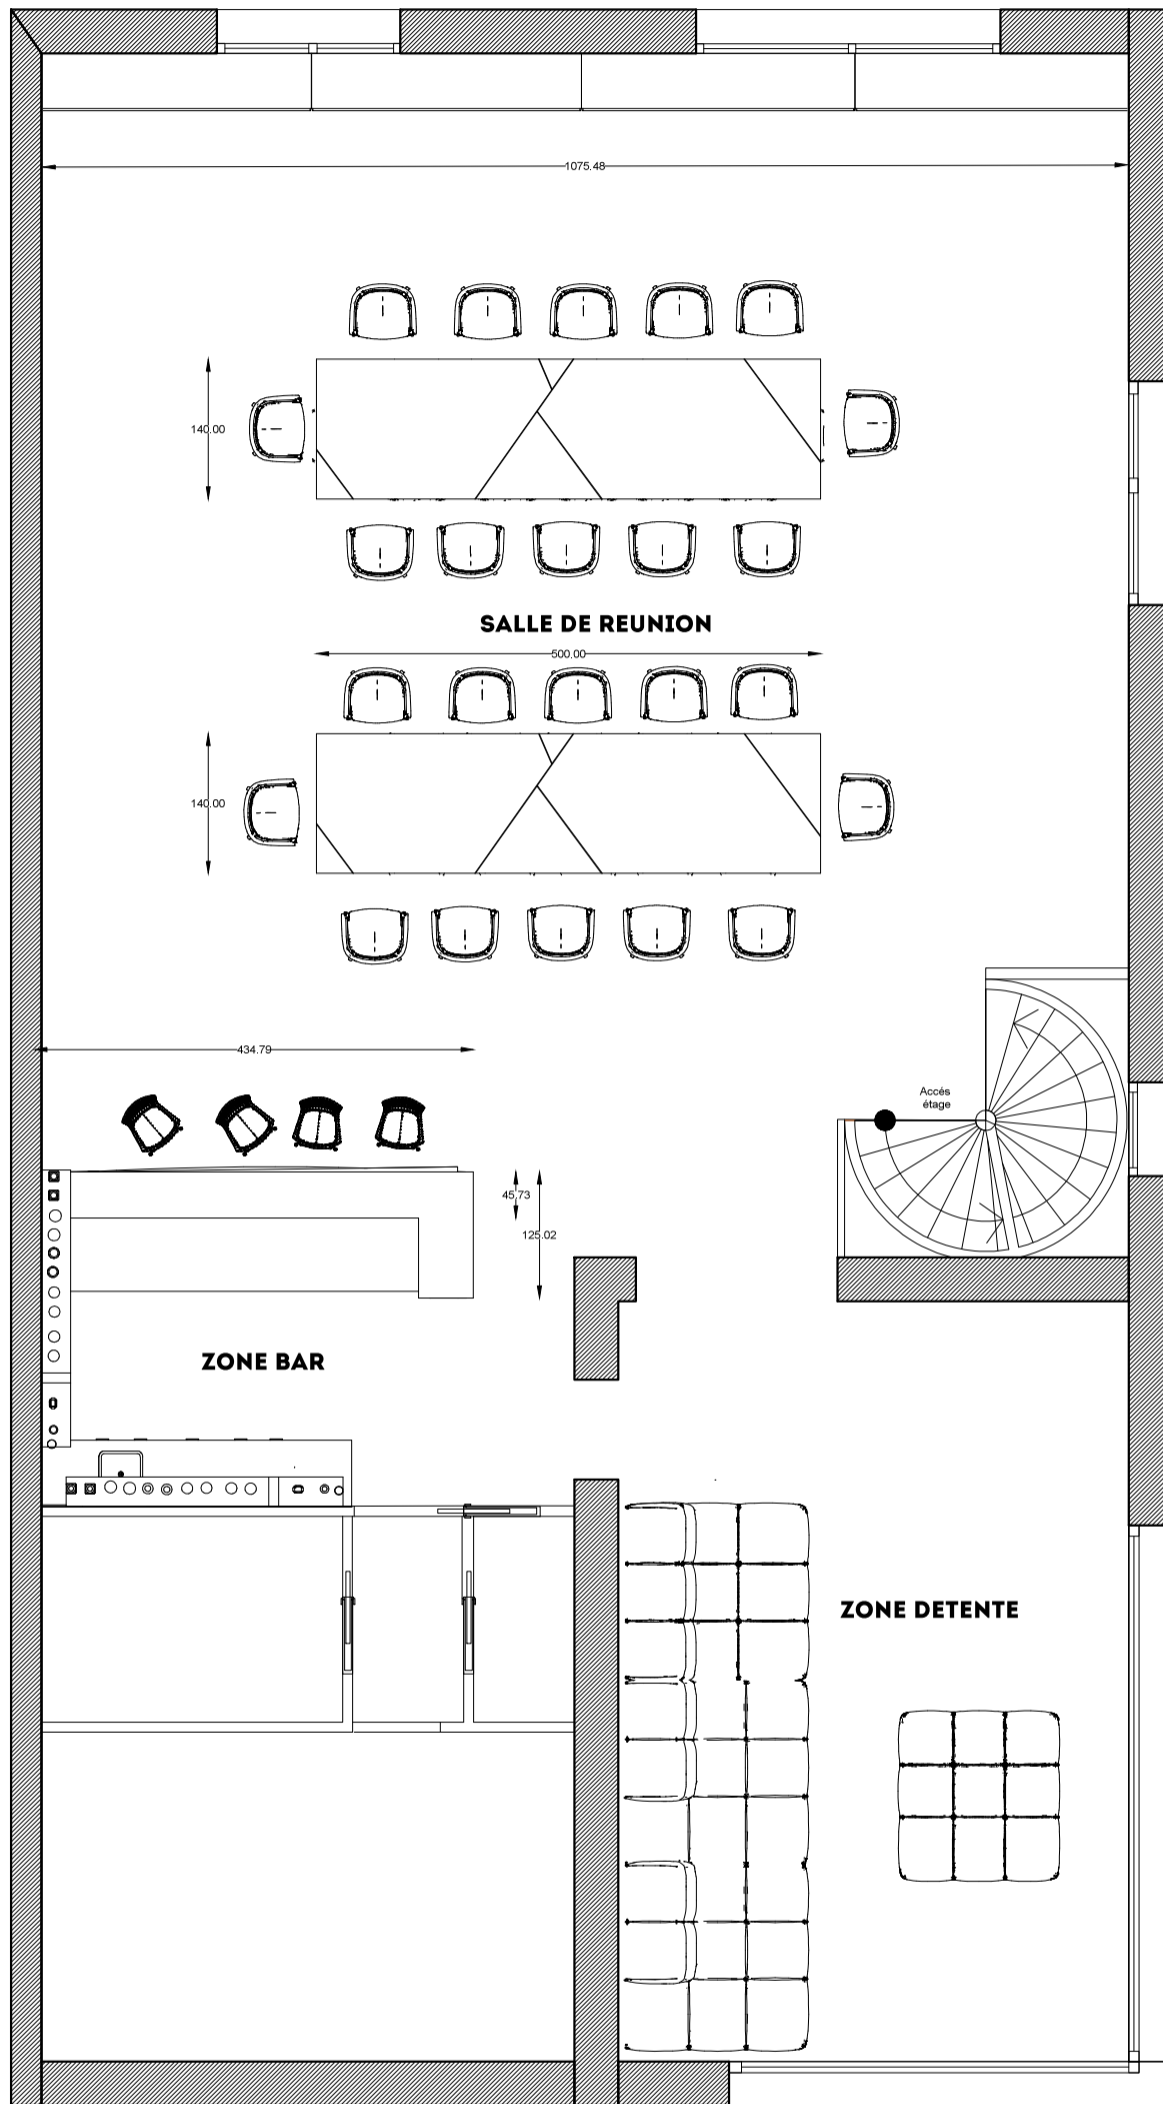 1075.48
140.00
SALLE DE REUNION
500.00
140.00
434.79
Accés
étage
45.73
125.02
ZONE BAR
ZONE DETENTE